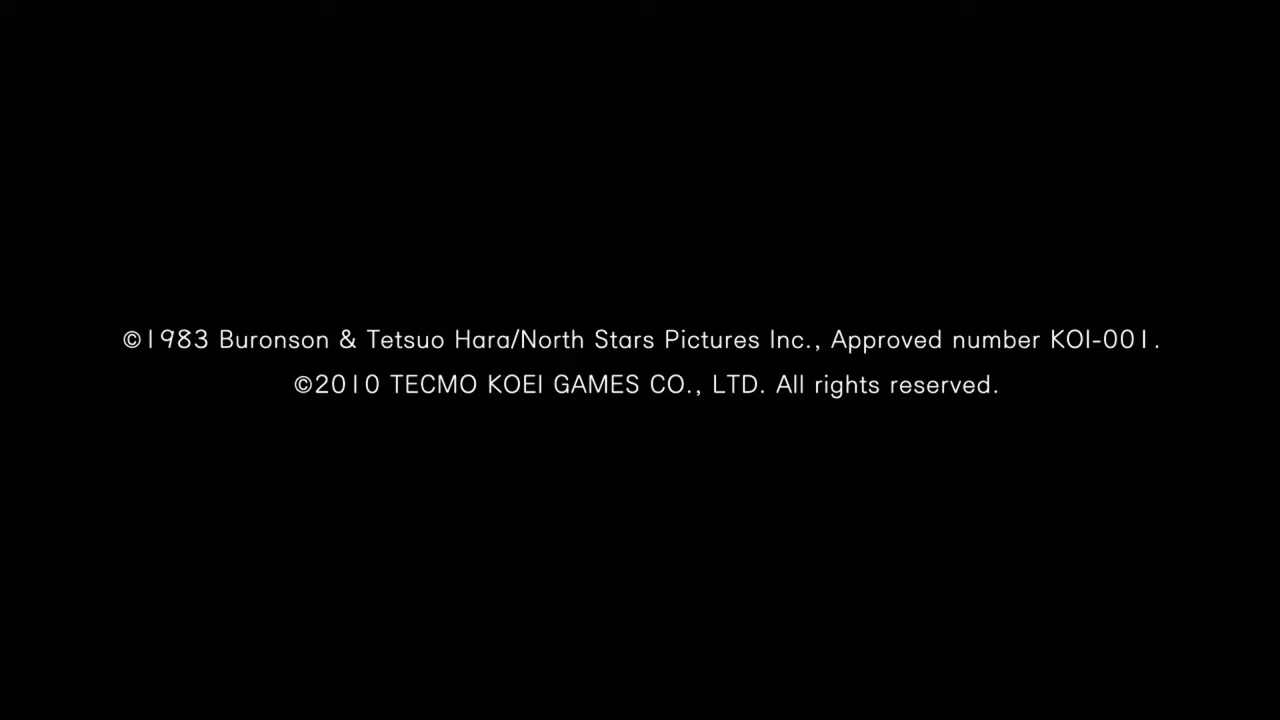 ©1983 Buronson & Tetsuo Hara/North Stars Pictures Inc., Approved number KOI-001.
©2010 TECMO KOEI GAMES CO., LTD. All rights reserved.